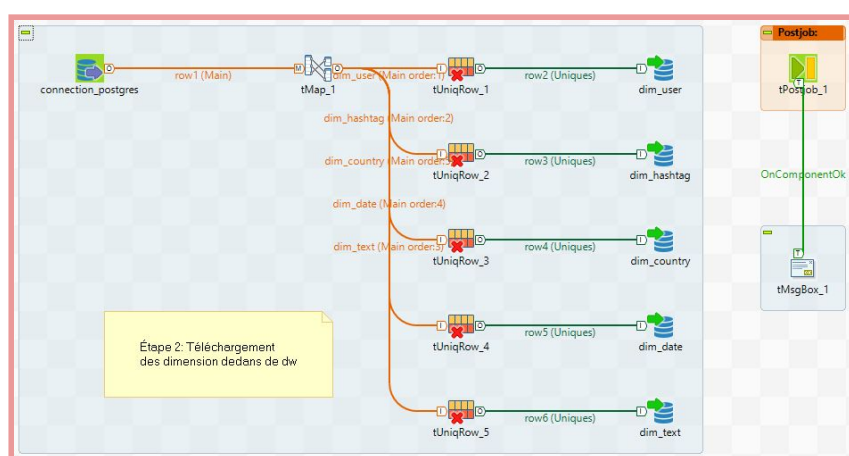 Postjob:
connection_postgres
row1 (Main)
tMap_1
dim_user (Main order:1)
tUniqRow_1
row2 (Uniques)
dim_user
tPostjob_1
dim_hashtag (Main order:2)
tUniqRow_2
row3 (Uniques)
dim_hashtag
OnComponentOk
dim_country (Main order:
dim_date (Main order:4)
dim_text (Main order:
tUniqRow_3
row4 (Uniques)
dim_country
tMsgBox_1
Étape 2: Téléchargement
des dimension dedans de dw
tUniqRow_4
row5 (Uniques)
dim_date
tUniqRow_5
row6 (Uniques)
dim_text